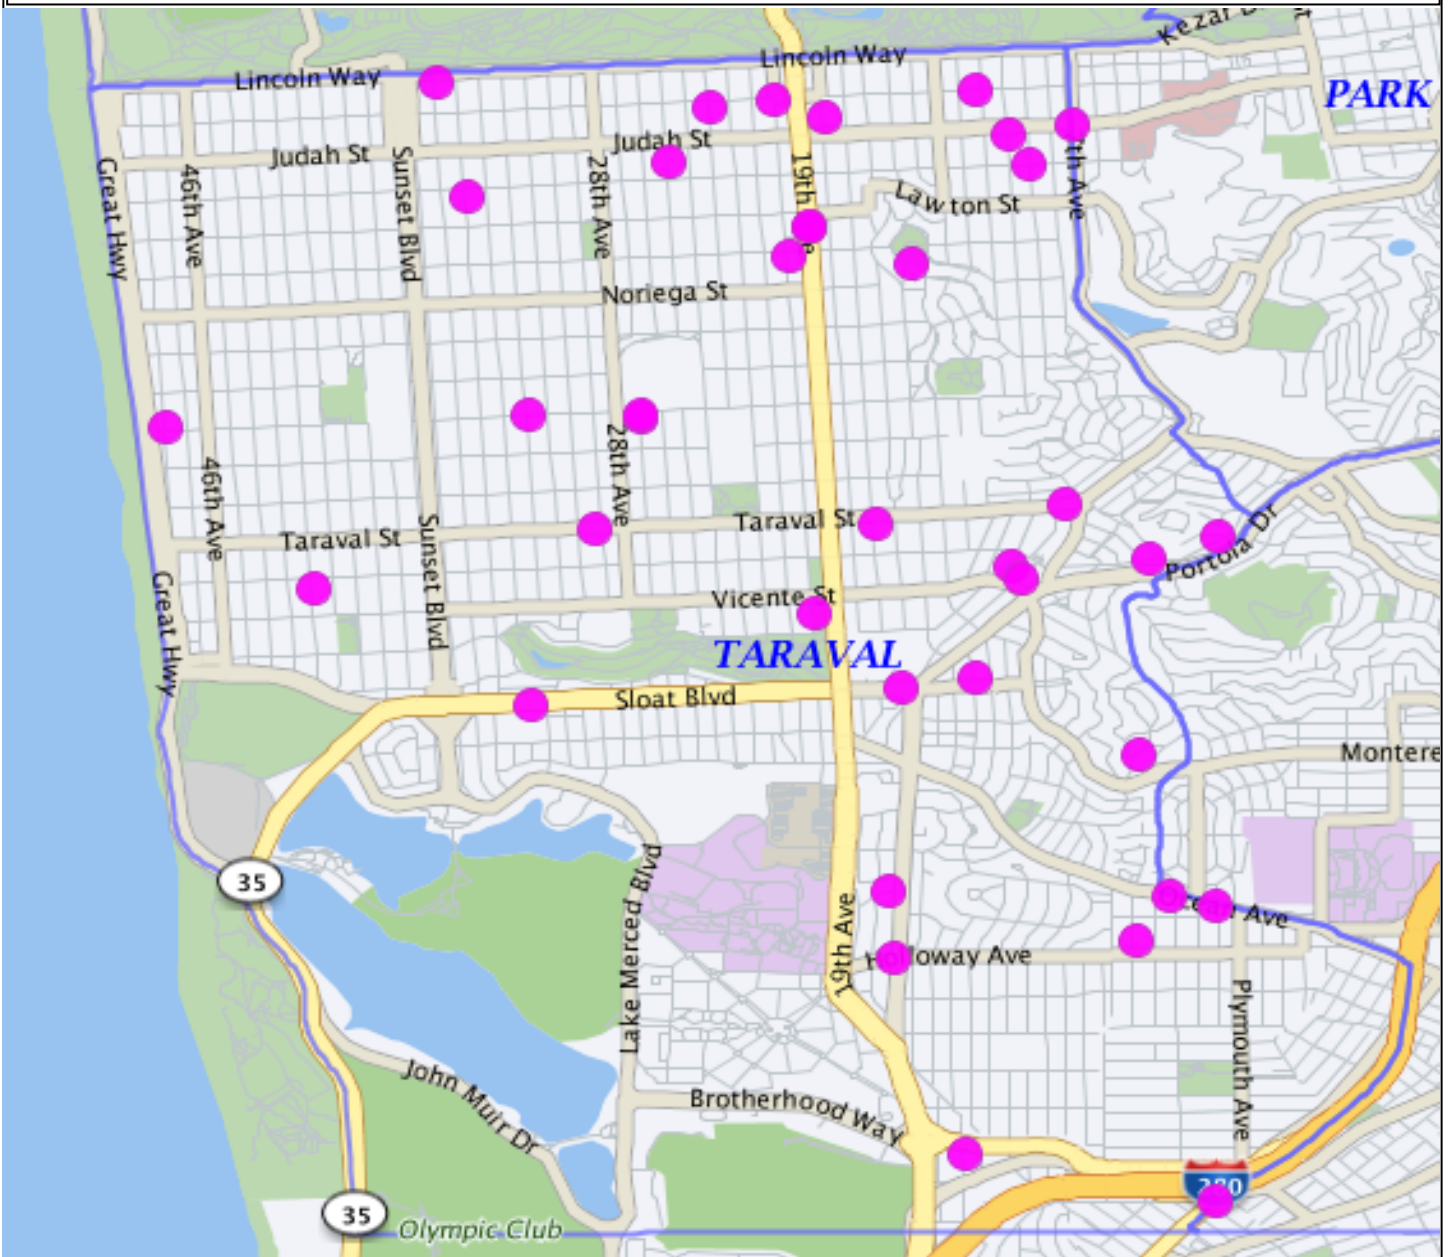 Kezar
Lincoln Way
Lincoln Way
PARK
Judah St
Judah St
Great Hwy
46th Ave
Sunset Blvd
28th Ave
19th
7th Ave
Lawton St
Noriega St
28th Ave
46th Ave
Taraval St
Taraval St
Sunset Blvd
Portola Dr
Great Hwy
Vicente St
TARAVAL
Sloat Blvd
Montere
35
Lake Merced Blvd
19th Ave
Ocean Ave
Holloway Ave
Plymouth Ave
John Muir Dr
Brotherhood Way
280
35
Olympic Club